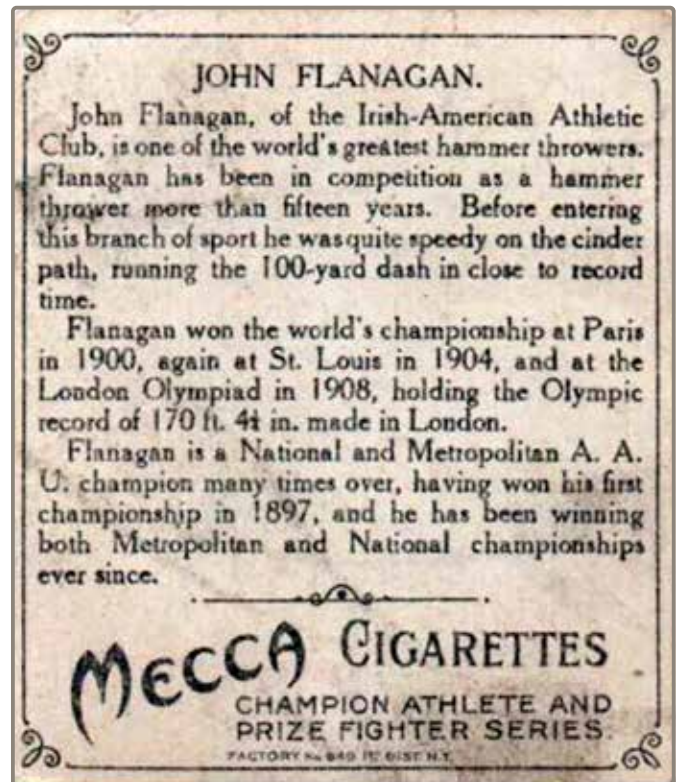 JOHN FLANAGAN.
John Flanagan, of the Irish-American Athletic
Club, is one of the world's greatest hammer throwers.
Flanagan has been in competition as a hammer
thrower more than fifteen years. Before entering
this branch of sport he was quite speedy on the cinder
path, running the 100-yard dash in close to record
time.
Flanagan won the world's championship at Paris
in 1900, again at St. Louis in 1904, and at the
London Olympiad in 1908, holding the Olympic
record of 170 ft. in. made in London.
Flanagan is a National and Metropolitan A. A.
U. champion many times over, having won his first
championship in 1897, and he has been winning
both Metropolitan and National championships
ever since.
MECCA CIGARETTES
CHAMPION ATHLETE AND
PRIZE FIGHTER SERIES.
FACTORY No 649 DIST. N.Y.